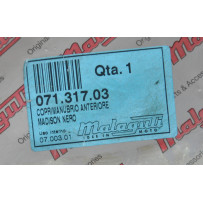 Qta. 1
071.317.03
COPRIMANUBRIO ANTERIORE
MADISON NERO
07.003.01
Malaguti